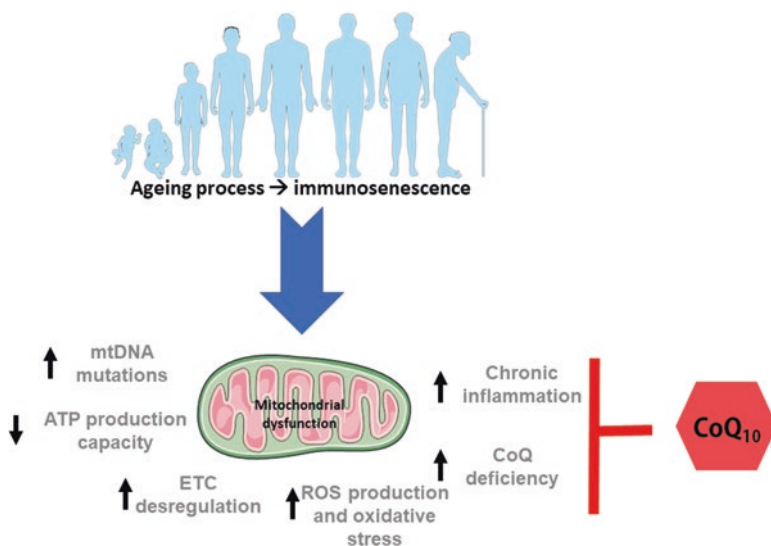 Ageing process → immunosenescence
mtDNA
mutations
ATP production
capacity
ETC
desregulation
Mitochondrial
dysfunction
ROS production
and oxidative
stress
Chronic
inflammation
CoQ
deficiency
CoQ₁₀